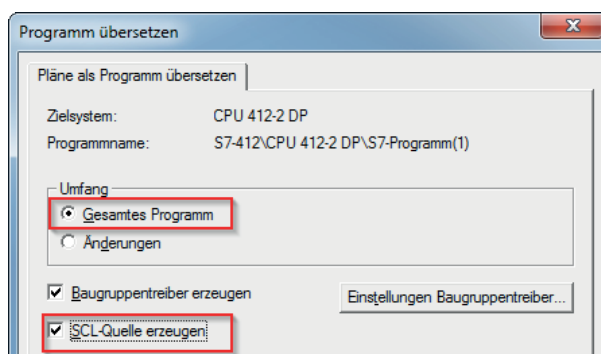 Programm übersetzen
Pläne als Programm übersetzen
Zielsystem: CPU 412-2 DP
Programmname: S7-412\CPU 412-2 DP\S7-Programm(1)
Umfang
Gesamtes Programm
Änderungen
Baugruppentreiber erzeugen Einstellungen Baugruppentreiber...
SCL-Quelle erzeugen